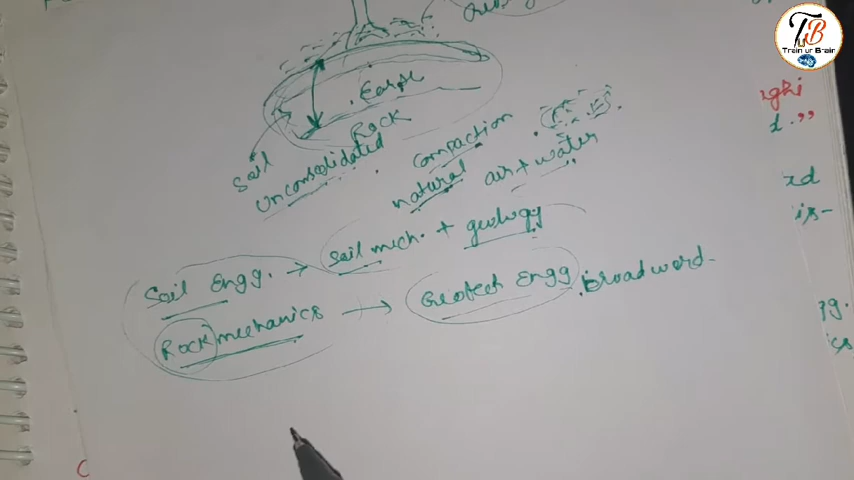 TuB
Train ur Brain
Earth
Rock
Soil
unconsolidated
compaction
natural air + water
Soil Engg. → Soil mech. + geology
Rock mechanics → Geotech Engg. broad word.